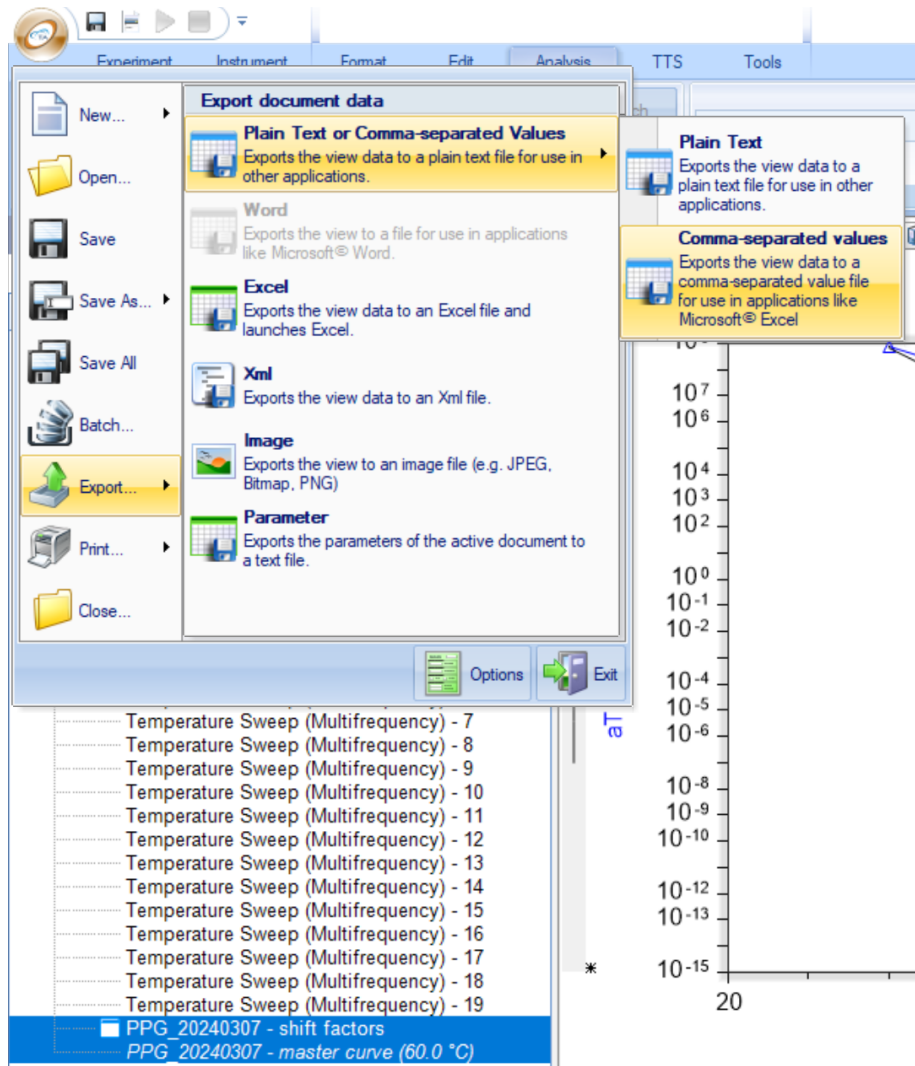 Experiment Instrument Format Edit Analysis TTS Tools
New...
Open...
Save
Save As...
Save All
Batch...
Export...
Print...
Close...
Export document data
Plain Text or Comma-separated Values
Exports the view data to a plain text file for use in
other applications.
Word
Exports the view to a file for use in applications
like Microsoft® Word.
Excel
Exports the view data to an Excel file and
launches Excel.
Xml
Exports the view data to an Xml file.
Image
Exports the view to an image file (e.g. JPEG,
Bitmap, PNG)
Parameter
Exports the parameters of the active document to
a text file.
Options
Exit
Plain Text
Exports the view data to a
plain text file for use in other
applications.
Comma-separated values
Exports the view data to a
comma-separated value file
for use in applications like
Microsoft® Excel
Temperature Sweep (Multifrequency) - 7
Temperature Sweep (Multifrequency) - 8
Temperature Sweep (Multifrequency) - 9
Temperature Sweep (Multifrequency) - 10
Temperature Sweep (Multifrequency) - 11
Temperature Sweep (Multifrequency) - 12
Temperature Sweep (Multifrequency) - 13
Temperature Sweep (Multifrequency) - 14
Temperature Sweep (Multifrequency) - 15
Temperature Sweep (Multifrequency) - 16
Temperature Sweep (Multifrequency) - 17
Temperature Sweep (Multifrequency) - 18
Temperature Sweep (Multifrequency) - 19
PPG_20240307 - shift factors
PPG_20240307 - master curve (60.0 °C)
aT
10⁷
10⁶
10⁴
10³
10²
10⁰
10⁻¹
10⁻²
10⁻⁴
10⁻⁵
10⁻⁶
10⁻⁸
10⁻⁹
10⁻¹⁰
10⁻¹²
10⁻¹³
10⁻¹⁵
20